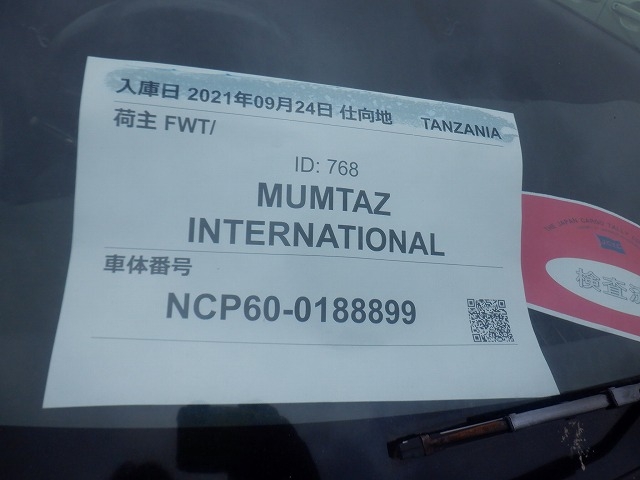 入庫日 2021年09月24日 仕向地 TANZANIA
荷主 FWT/
ID: 768
MUMTAZ
INTERNATIONAL
車体番号
NCP60-0188899
検査